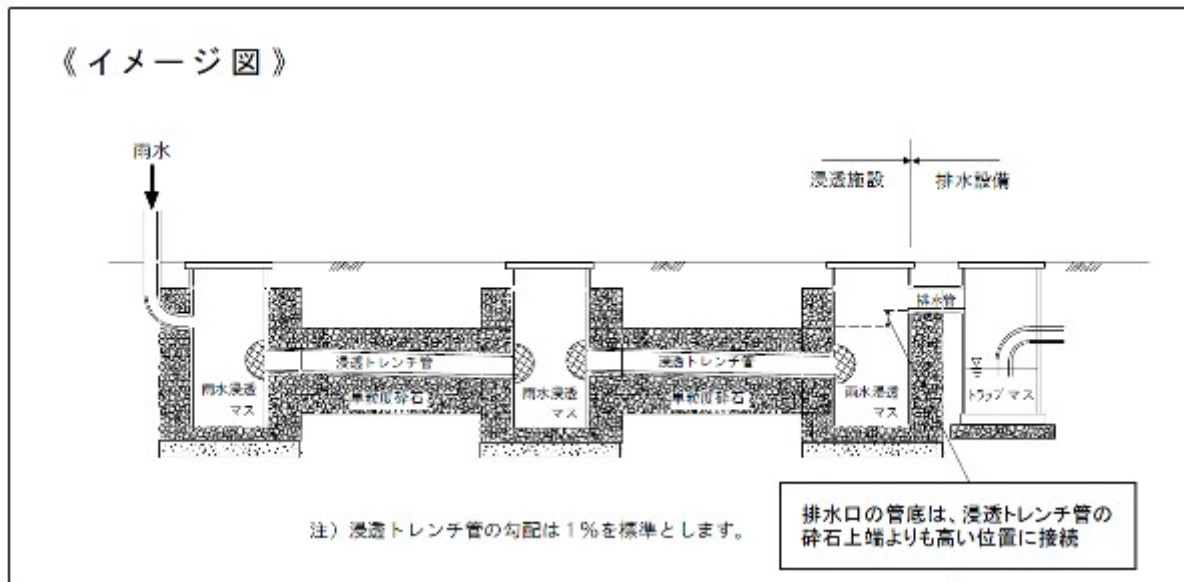 《イメージ図》
雨水
浸透施設
排水設備
排水管
浸透トレンチ管
浸透トレンチ管
雨水浸透
マス
単粒度砕石
雨水浸透
マス
単粒度砕石
雨水浸透
マス
トラップマス
注）浸透トレンチ管の勾配は1％を標準とします。
排水口の管底は、浸透トレンチ管の
砕石上端よりも高い位置に接続